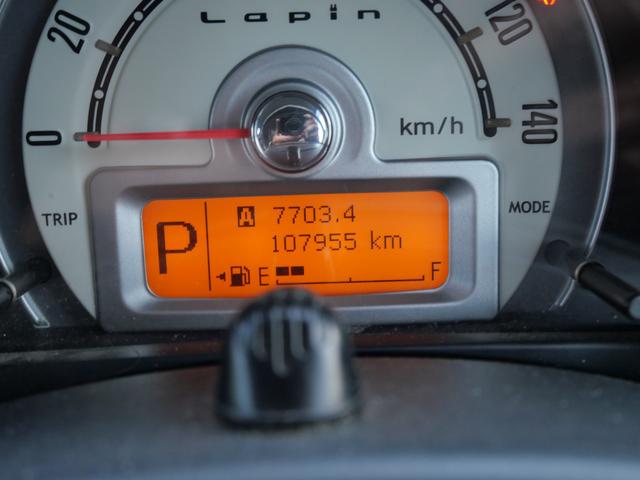 Lapin
20
120
0
140
km/h
TRIP
MODE
P
A 7703.4
107955 km
E
F